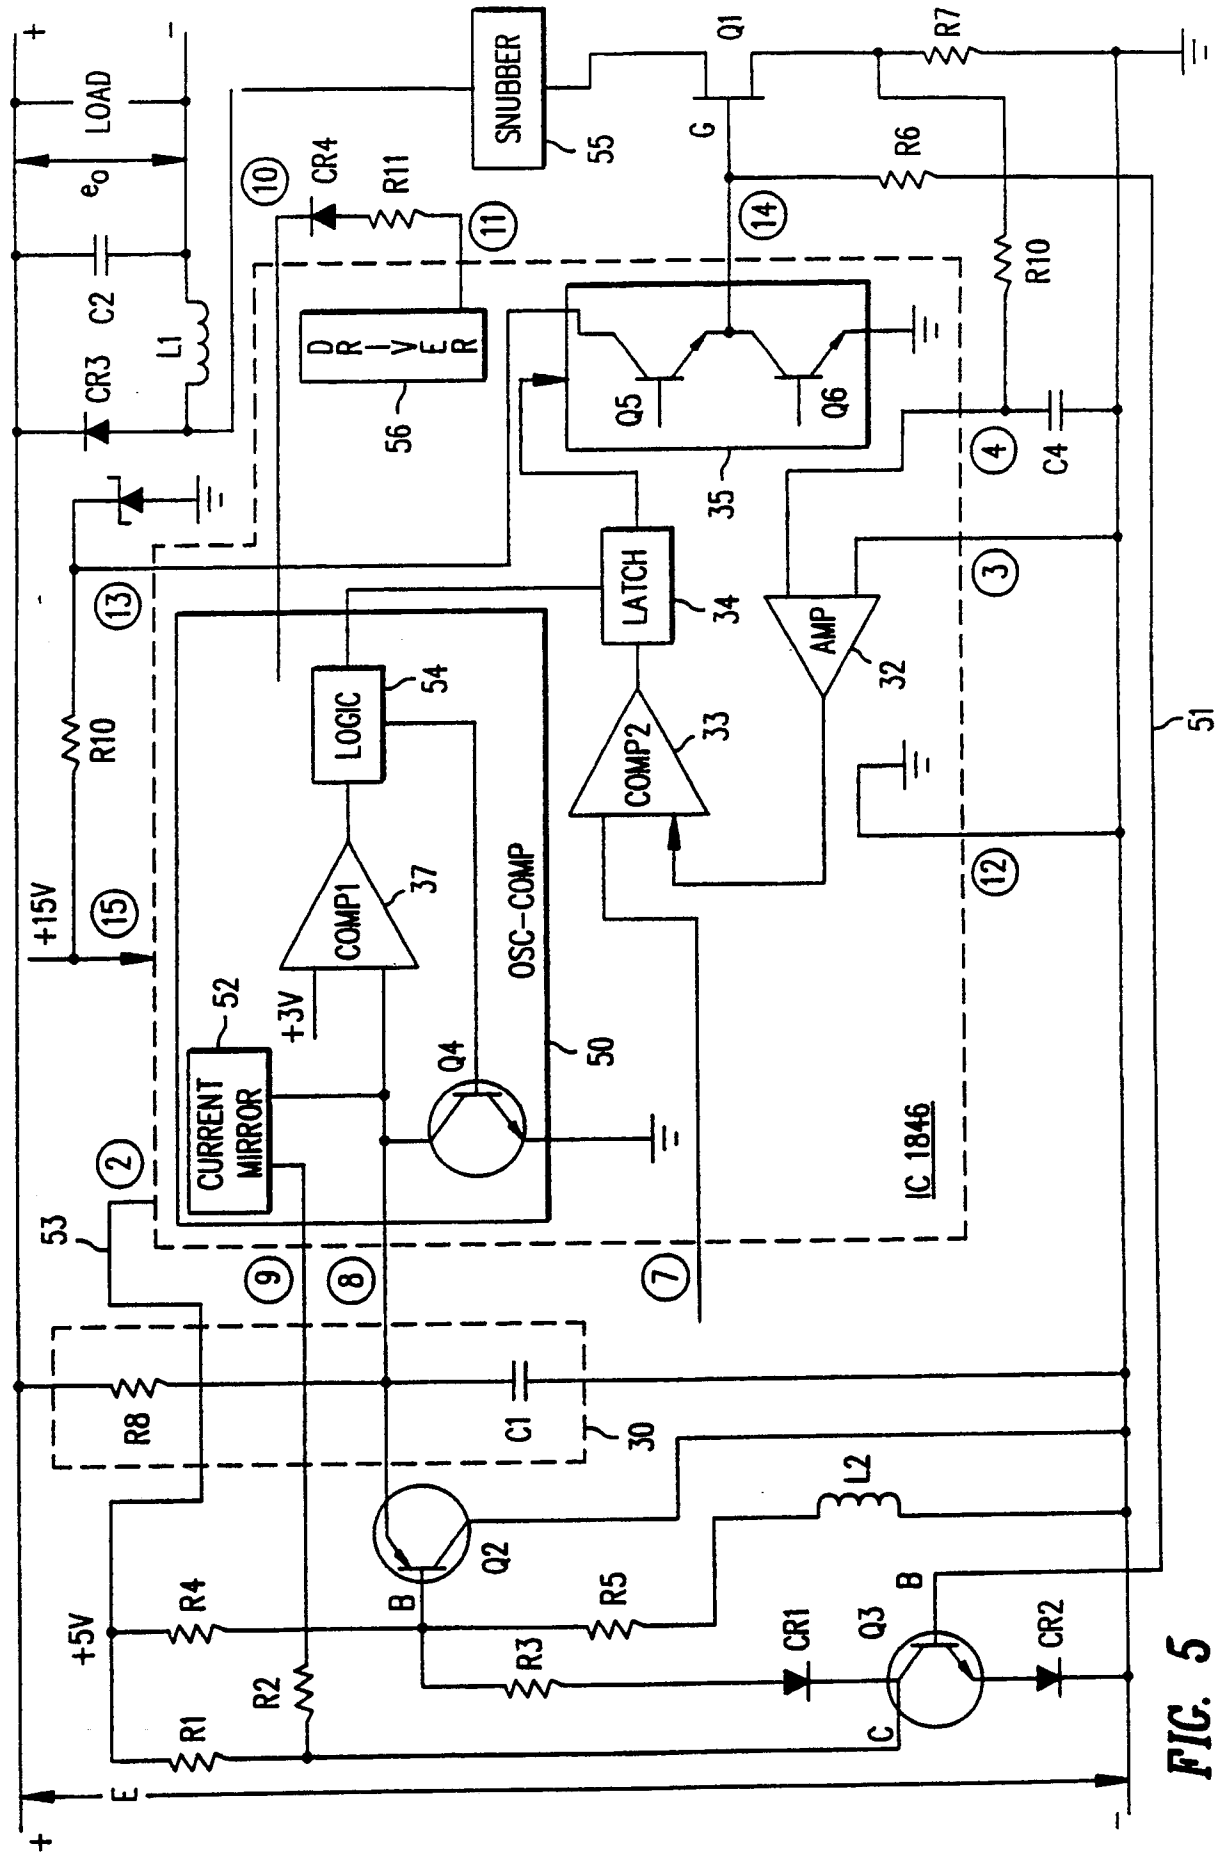 +
-
LOAD
e0
C2
L1
CR3
+15V
15
R10
13
10
CR4
R11
11
DRIVER
56
SNUBBER
55
Q1
G
R7
R6
14
R10
4
C4
3
12
51
Q5
Q6
35
LATCH
34
AMP
32
COMP2
33
LOGIC
54
COMP1
37
+3V
OSC-COMP
50
CURRENT
MIRROR
52
Q4
IC 1846
2
53
9
8
7
R8
C1
30
+5V
R4
R1
R2
B
Q2
R3
R5
L2
CR1
C
Q3
B
CR2
E
+
-
FIG. 5